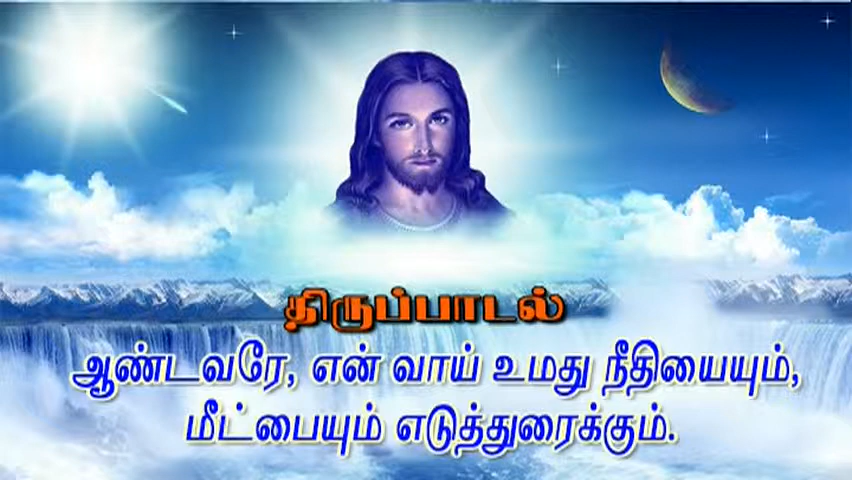 திருப்பாடல்
ஆண்டவரே, என் வாய் உமது நீதியையும்,
மீட்பையும் எடுத்துரைக்கும்.